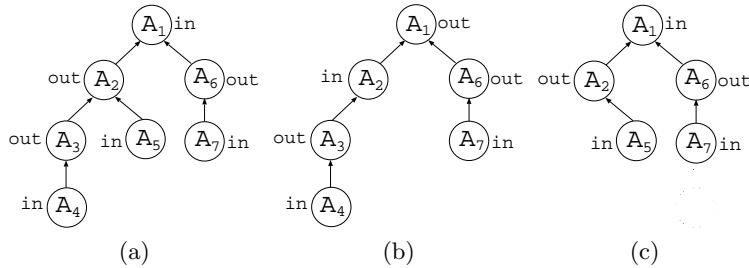 A1 in A1 out A1 in
out A2 A6 out in A2 A6 out out A2 A6 out
out A3 in A5 A7 in out A3 A7 in in A5 A7 in
in A4 in A4
(a) (b) (c)